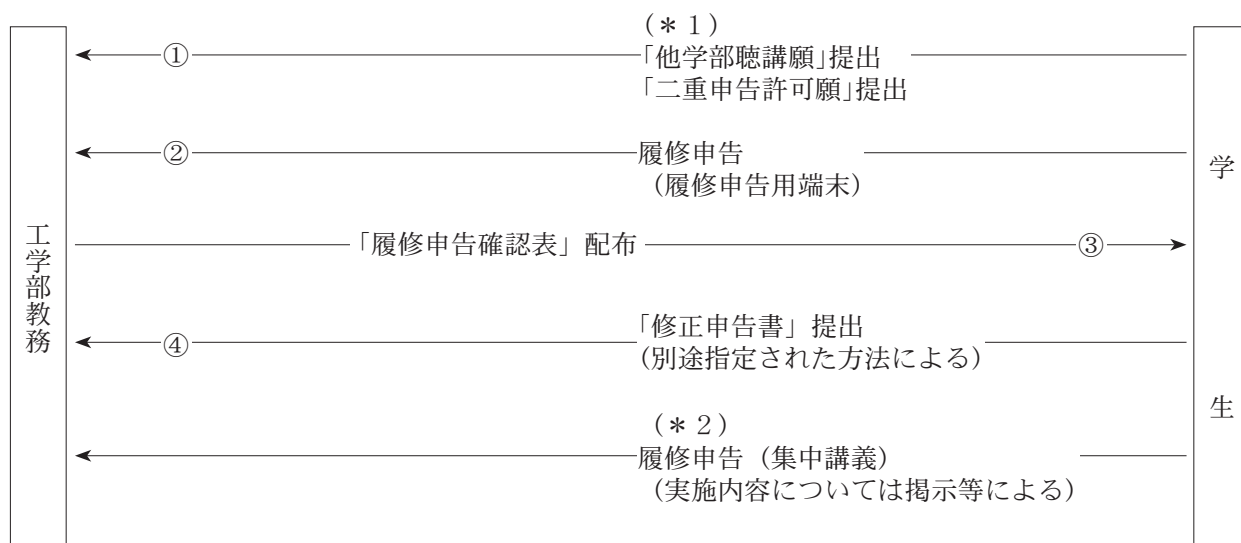 (＊1)
① 「他学部聴講願」提出
「二重申告許可願」提出
② 履修申告
(履修申告用端末)
「履修申告確認表」配布 ③
④ 「修正申告書」提出
(別途指定された方法による)
(＊2)
履修申告(集中講義)
(実施内容については掲示等による)
工学部教務
学生